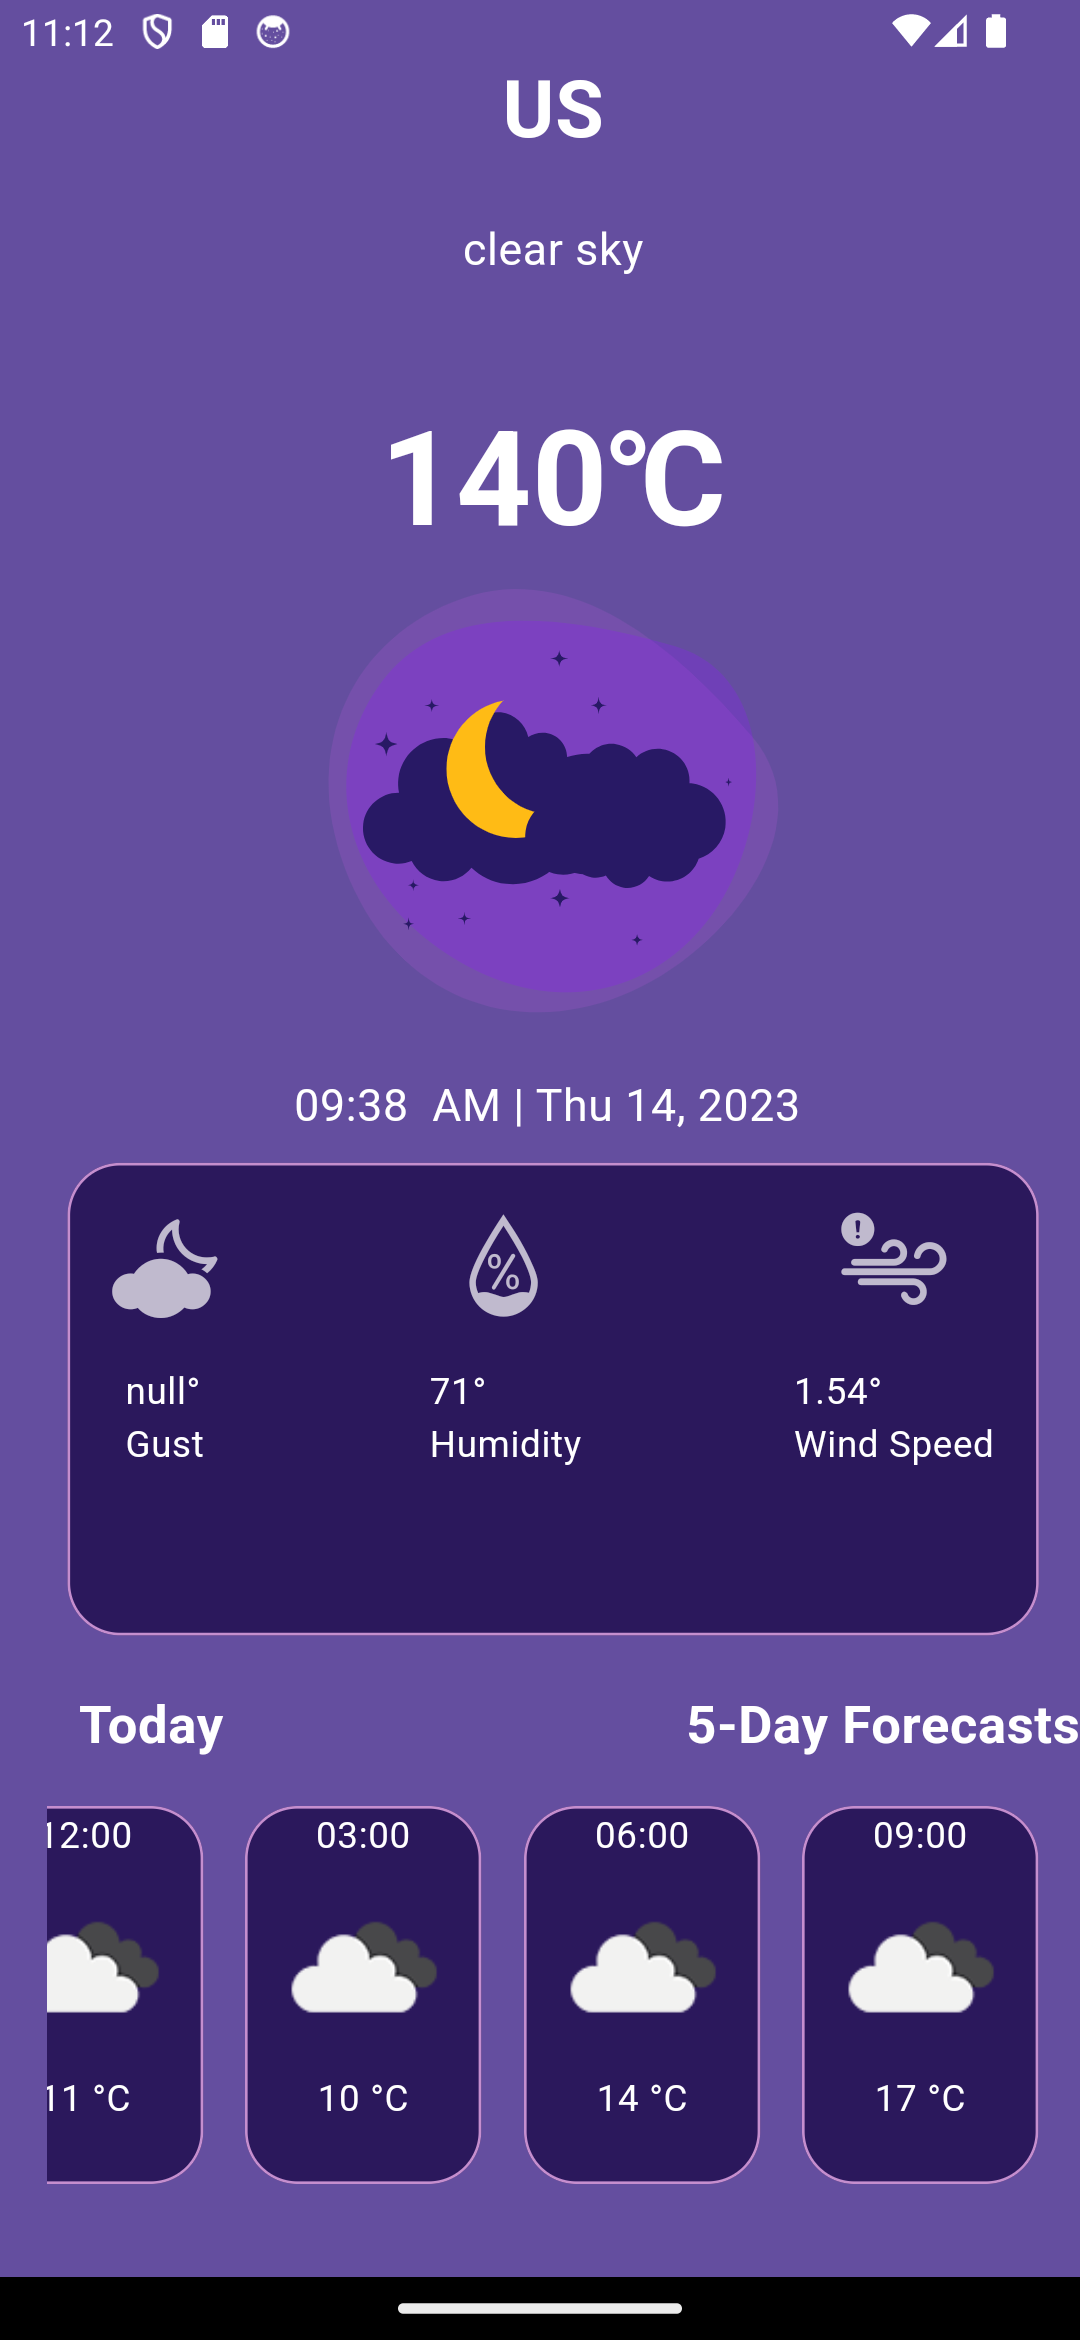 11:12
US
clear sky
140°C
09:38  AM | Thu 14, 2023
null° 71° 1.54°
Gust Humidity Wind Speed
Today 5-Day Forecasts
12:00 03:00 06:00 09:00
11 °C 10 °C 14 °C 17 °C